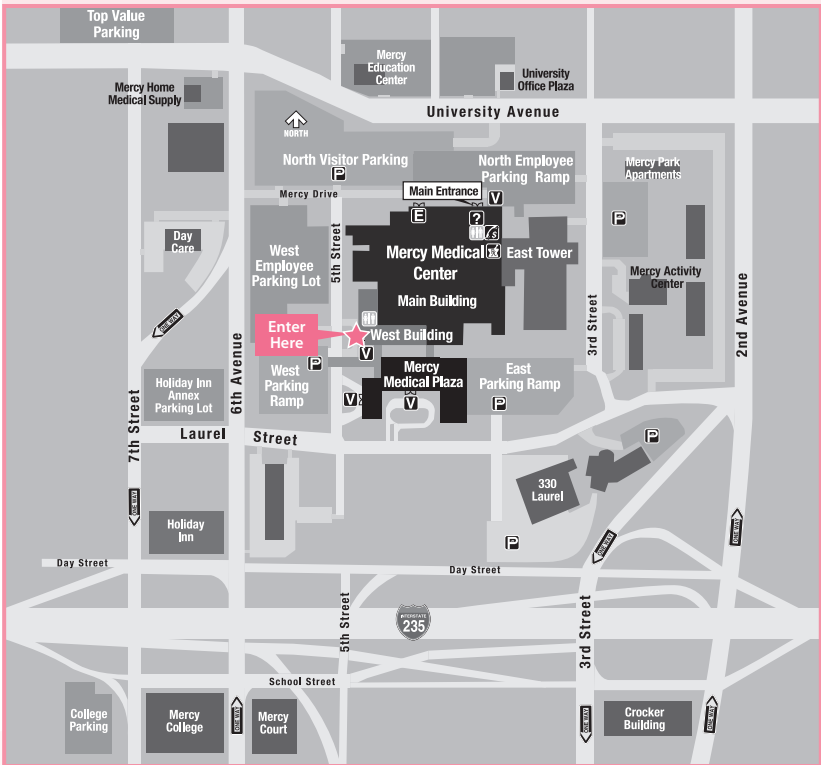 Top Value
Parking
Mercy
Education
Center
University
Office Plaza
Mercy Home
Medical Supply
University Avenue
NORTH
North Visitor Parking
P
North Employee
Parking Ramp
Mercy Park
Apartments
Mercy Drive
Main Entrance
V
E
?
P
Day
Care
West
Employee
Parking Lot
5th Street
Mercy Medical
Center
East Tower
Main Building
Mercy Activity
Center
2nd Avenue
3rd Street
ONE WAY
Enter
Here
West Building
V
P
6th Avenue
West
Parking
Ramp
Mercy
Medical Plaza
East
Parking Ramp
Holiday Inn
Annex
Parking Lot
V
V
P
7th Street
Laurel Street
P
330
Laurel
ONE WAY
Holiday
Inn
P
ONE WAY
ONE WAY
Day Street
Day Street
5th Street
INTERSTATE
235
3rd Street
School Street
College
Parking
Mercy
College
ONE WAY
Mercy
Court
ONE WAY
Crocker
Building
ONE WAY